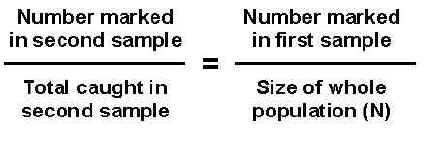 Number marked
in second sample
Total caught in
second sample
=
Number marked
in first sample
Size of whole
population (N)